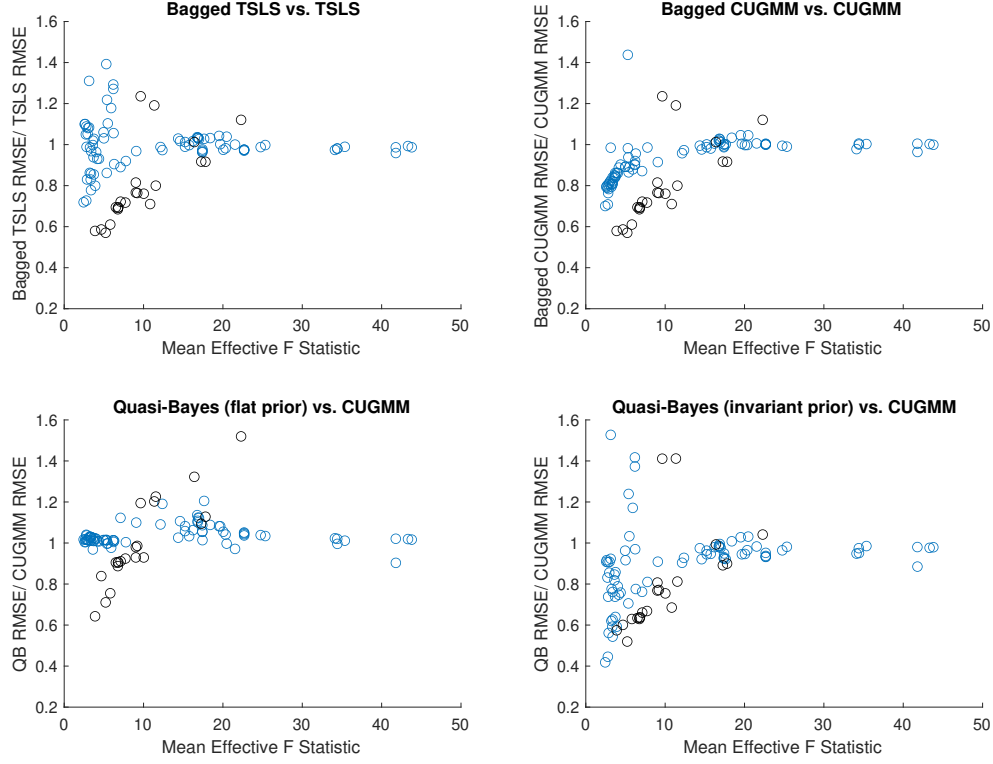 Bagged TSLS vs. TSLS
Bagged TSLS RMSE/ TSLS RMSE
1.6
1.4
1.2
1
0.8
0.6
0.4
0.2
0 10 20 30 40 50
Mean Effective F Statistic
Bagged CUGMM vs. CUGMM
Bagged CUGMM RMSE/ CUGMM RMSE
1.6
1.4
1.2
1
0.8
0.6
0.4
0.2
0 10 20 30 40 50
Mean Effective F Statistic
Quasi-Bayes (flat prior) vs. CUGMM
QB RMSE/ CUGMM RMSE
1.6
1.4
1.2
1
0.8
0.6
0.4
0.2
0 10 20 30 40 50
Mean Effective F Statistic
Quasi-Bayes (invariant prior) vs. CUGMM
QB RMSE/ CUGMM RMSE
1.6
1.4
1.2
1
0.8
0.6
0.4
0.2
0 10 20 30 40 50
Mean Effective F Statistic